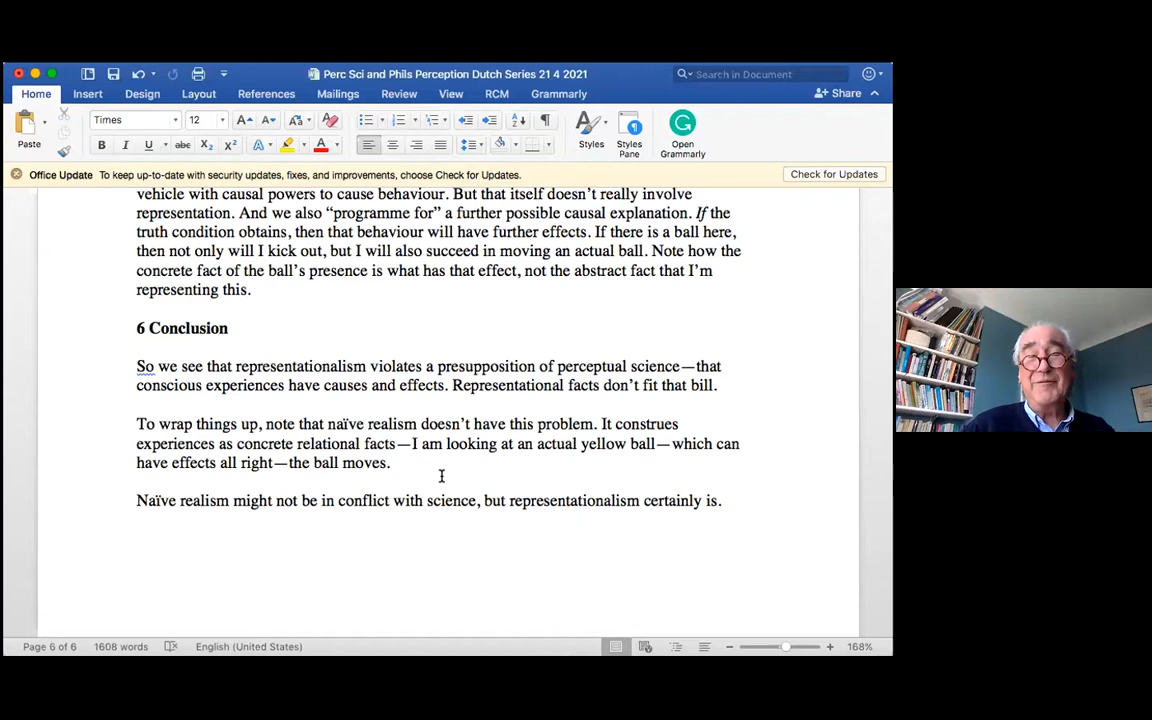 Perc Sci and Phils Perception Dutch Series 21 4 2021
Search in Document
Home Insert Design Layout References Mailings Review View RCM Grammarly
Share
Paste
Times
12
Styles
Styles Pane
Open Grammarly
Office Update To keep up-to-date with security updates, fixes, and improvements, choose Check for Updates.
Check for Updates
vehicle with causal powers to cause behaviour. But that itself doesn't really involve
representation. And we also “programme for” a further possible causal explanation. If the
truth condition obtains, then that behaviour will have further effects. If there is a ball here,
then not only will I kick out, but I will also succeed in moving an actual ball. Note how the
concrete fact of the ball's presence is what has that effect, not the abstract fact that I'm
representing this.
6 Conclusion
So we see that representationalism violates a presupposition of perceptual science—that
conscious experiences have causes and effects. Representational facts don't fit that bill.
To wrap things up, note that naïve realism doesn't have this problem. It construes
experiences as concrete relational facts—I am looking at an actual yellow ball—which can
have effects all right—the ball moves.
Naïve realism might not be in conflict with science, but representationalism certainly is.
Page 6 of 6 1608 words English (United States) 168%